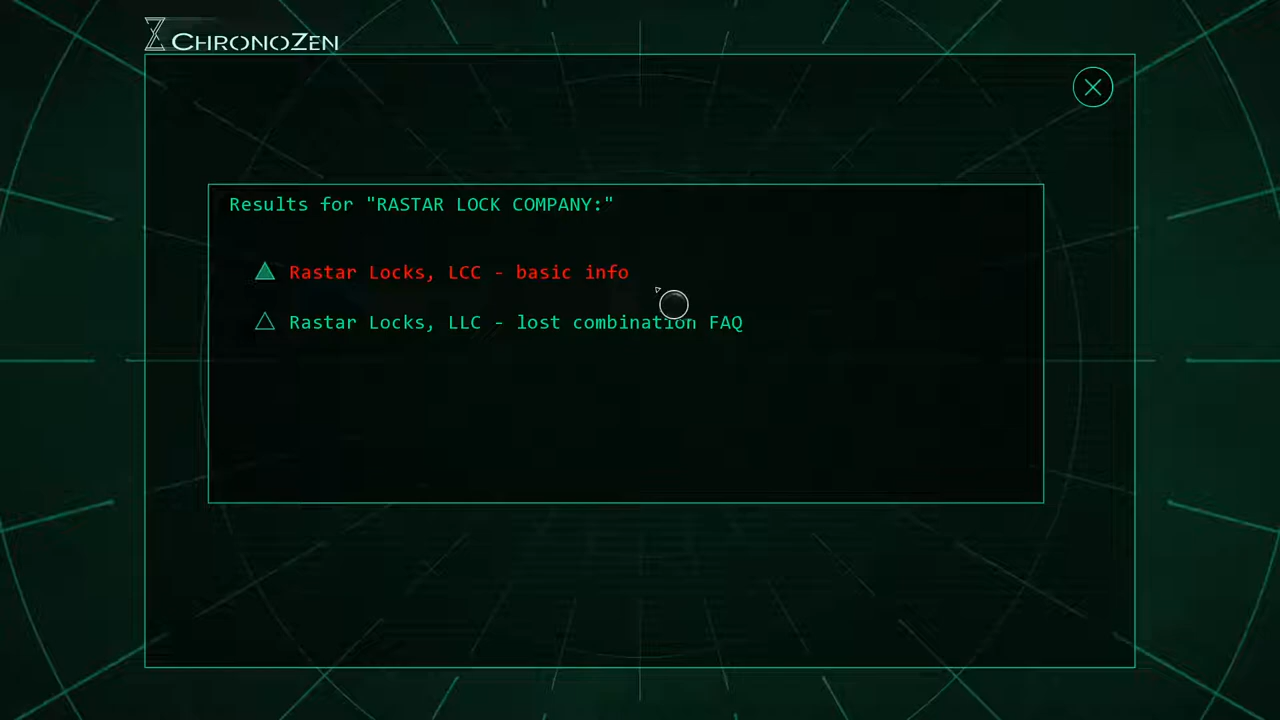 ChronoZen
Results for "RASTAR LOCK COMPANY:"
Rastar Locks, LCC - basic info
Rastar Locks, LLC - lost combination FAQ